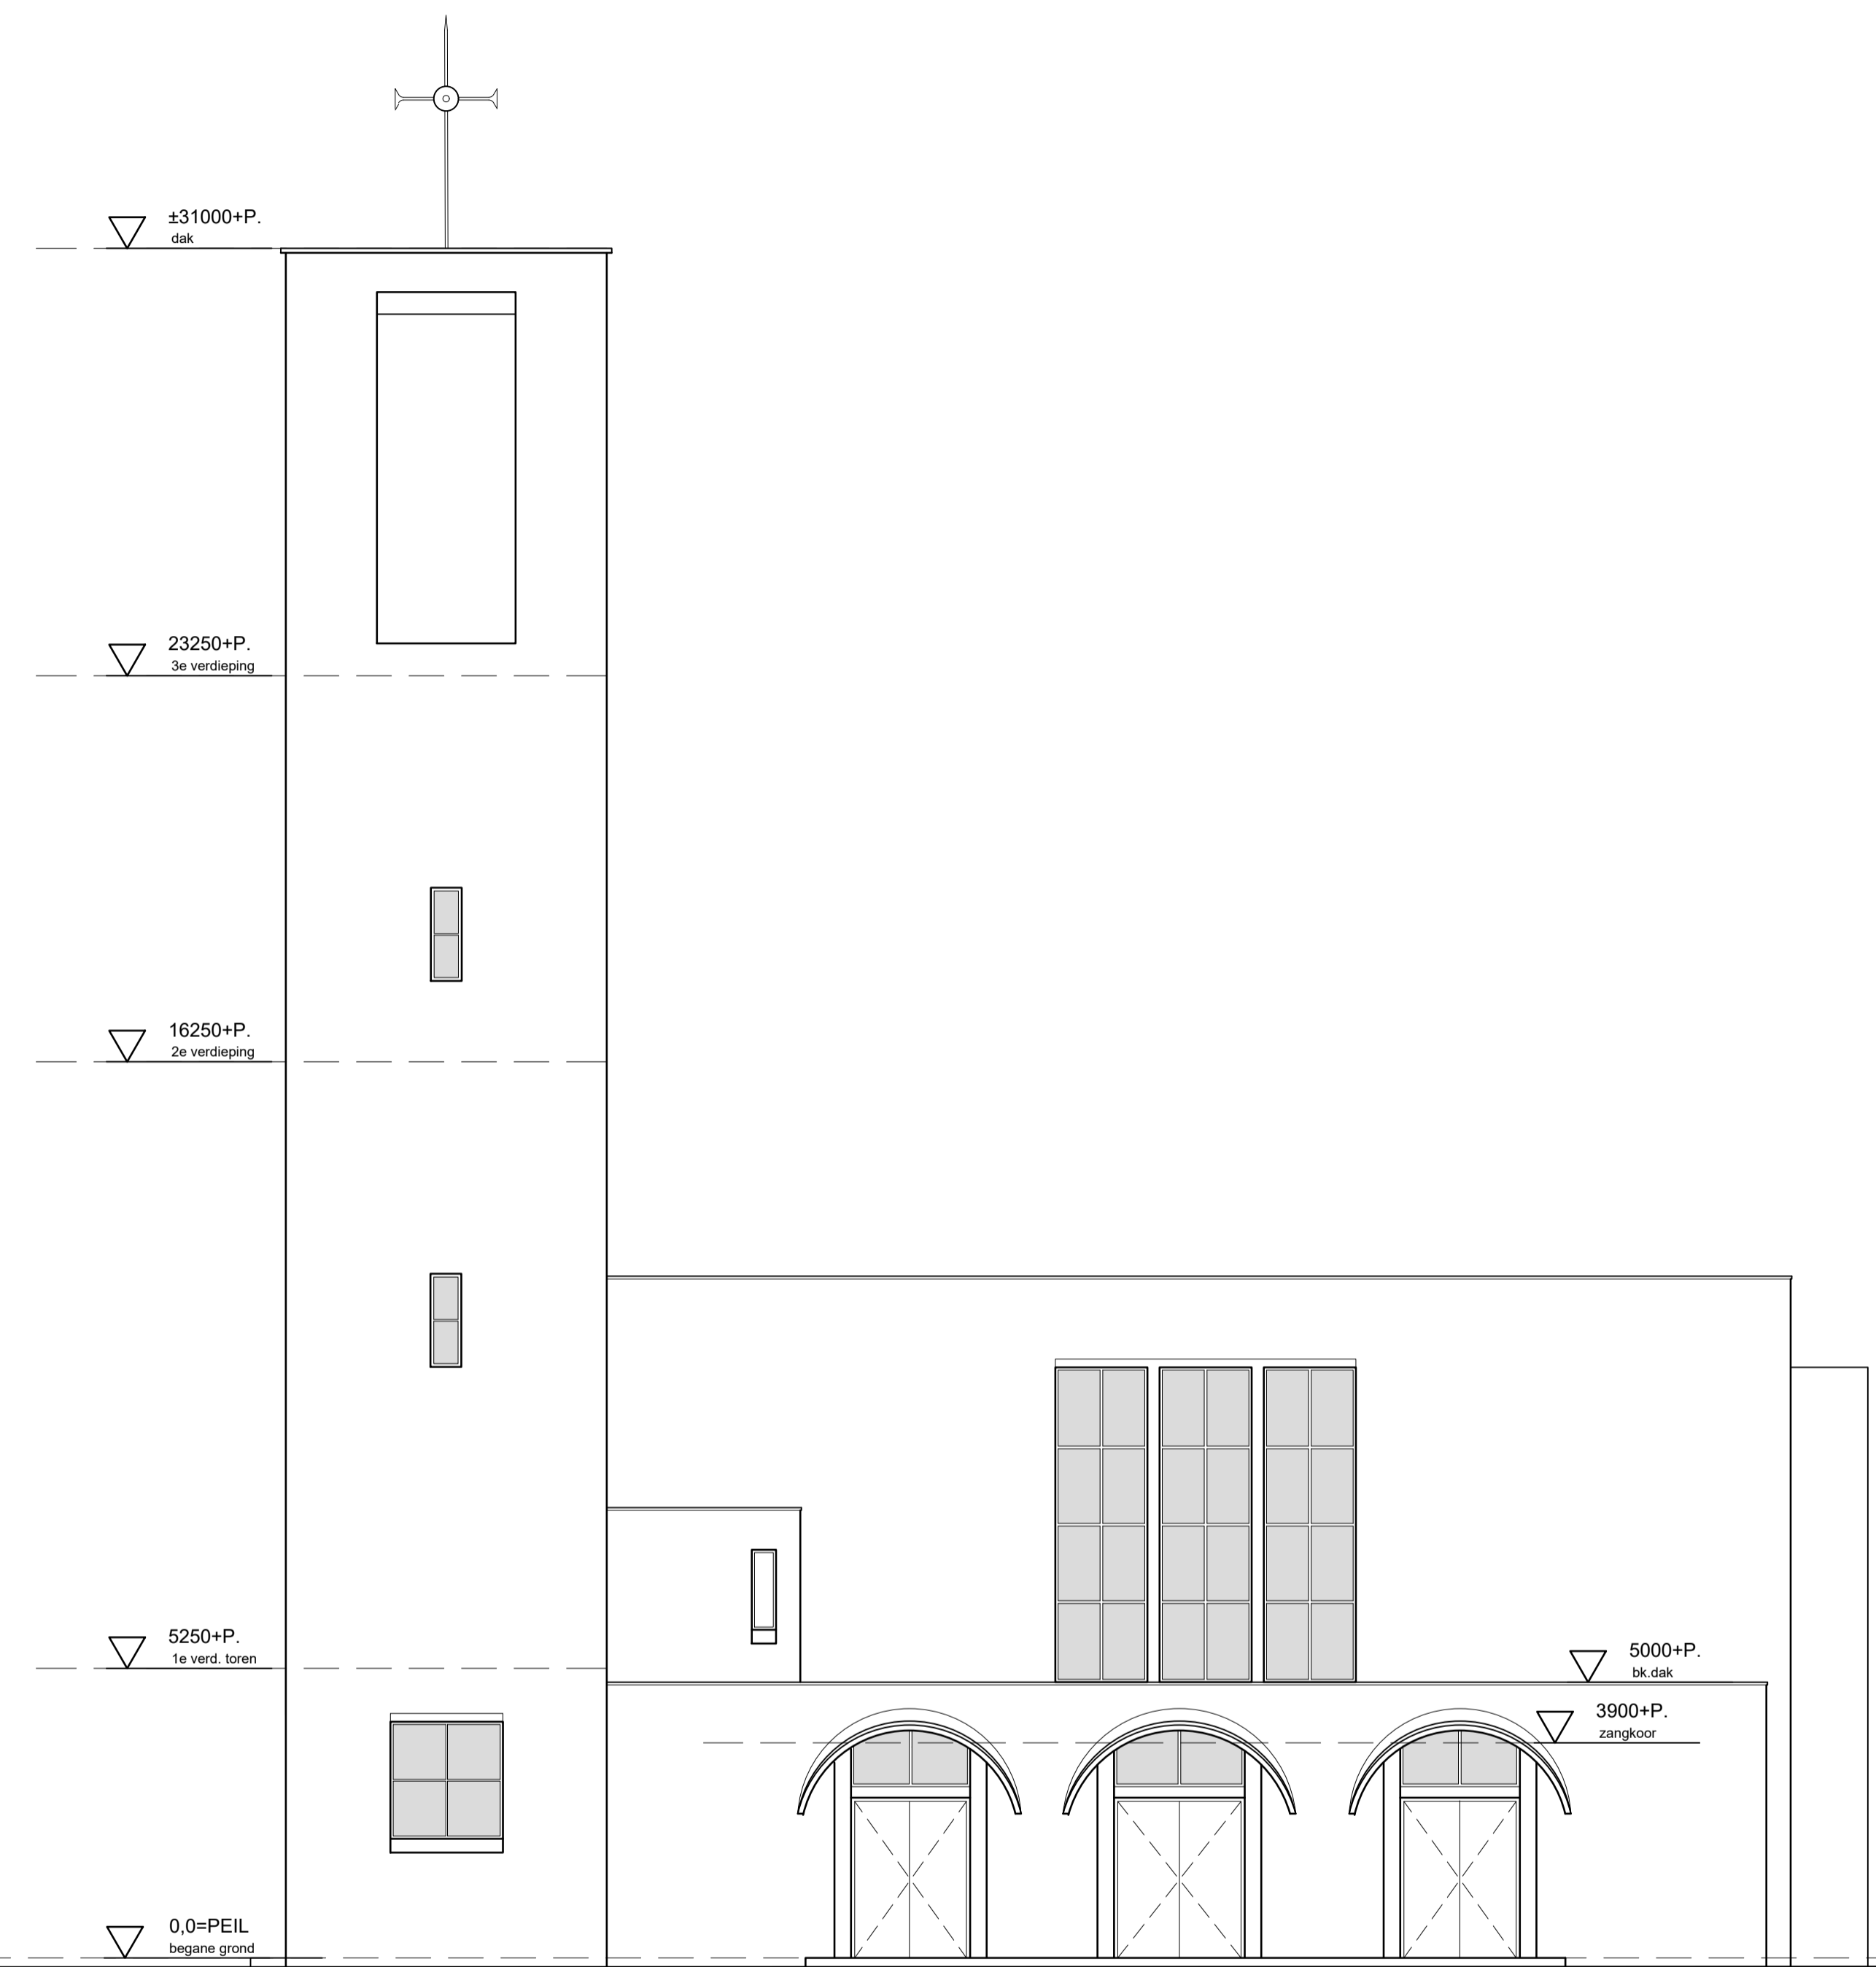 ±31000+P.
dak
23250+P.
3e verdieping
16250+P.
2e verdieping
5250+P.
1e verd. toren
5000+P.
bk.dak
3900+P.
zangkoor
0,0=PEIL
begane grond